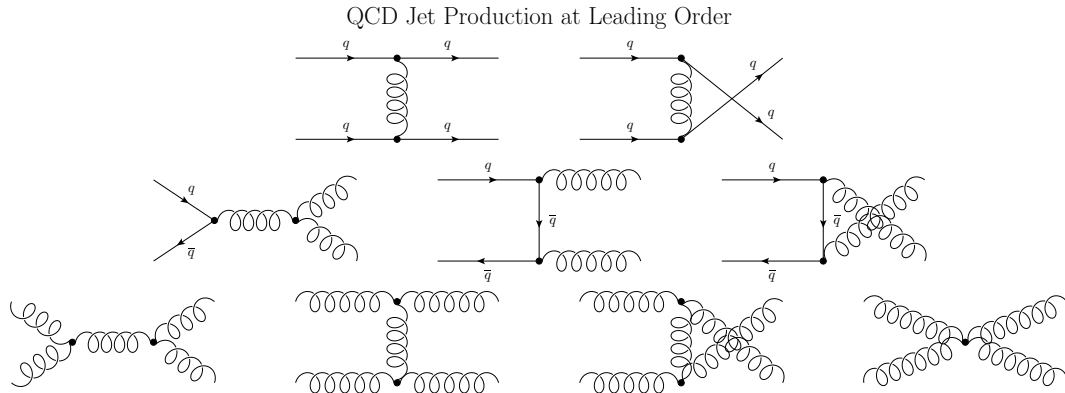 QCD Jet Production at Leading Order
q q q
q q q q
q q q
q q q
q̅ q̅ q̅
q̅ q̅